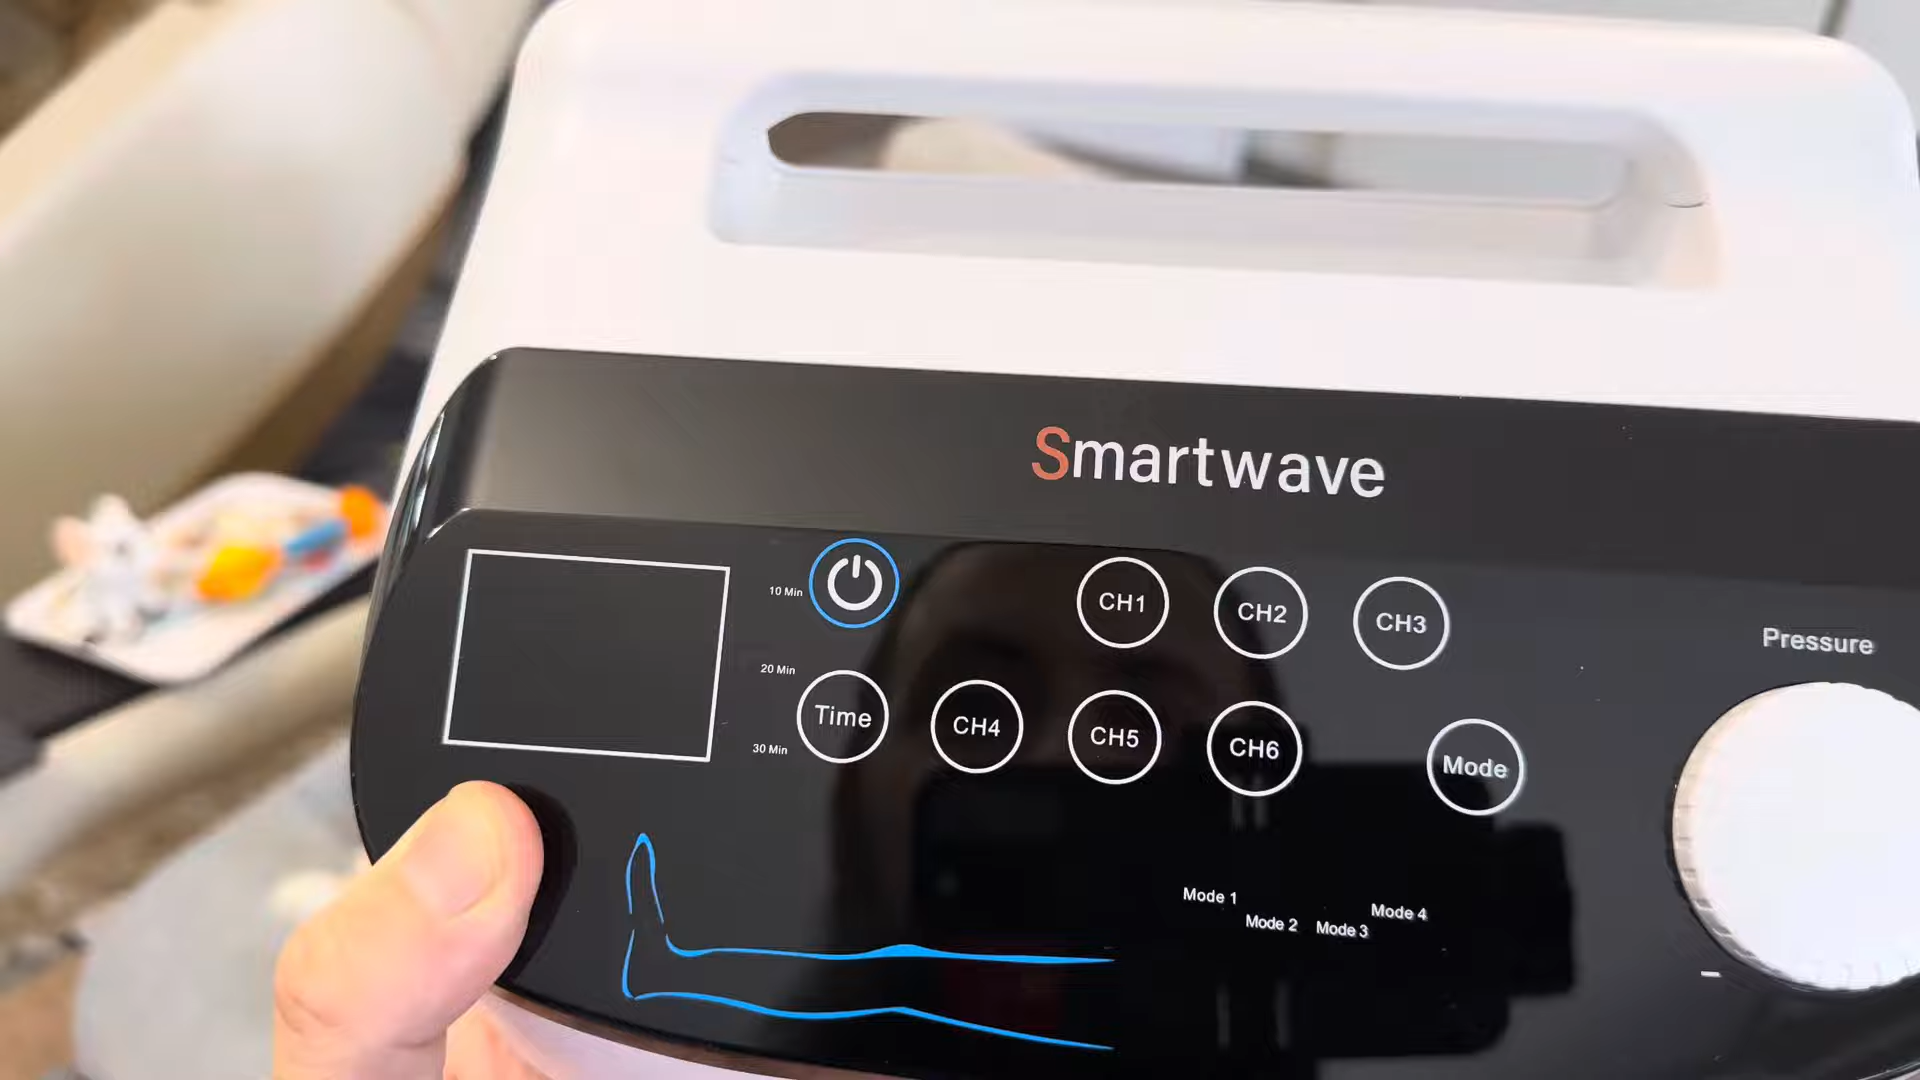 Smartwave
10 Min
CH1 CH2 CH3
Pressure
20 Min
Time CH4 CH5 CH6 Mode
30 Min
Mode 1 Mode 2 Mode 3 Mode 4
-